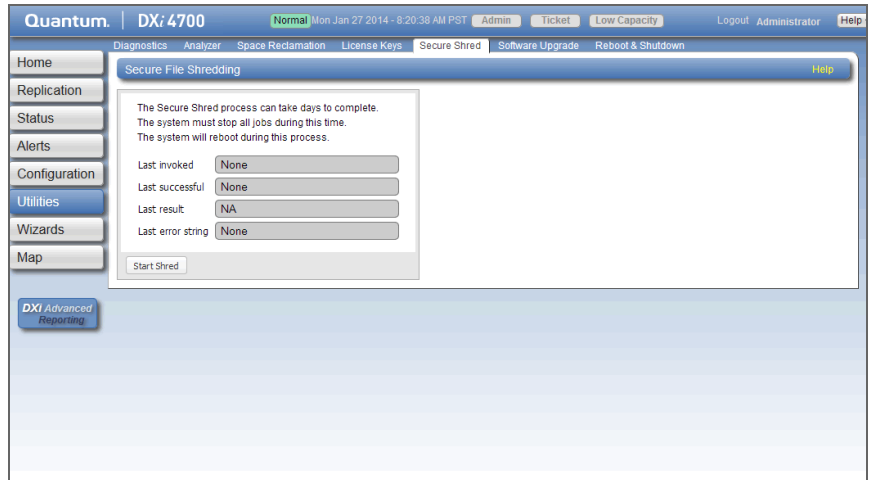 Quantum. DXi 4700 Normal Mon Jan 27 2014 - 8:20:38 AM PST Admin Ticket Low Capacity Logout Administrator Help
Diagnostics Analyzer Space Reclamation License Keys Secure Shred Software Upgrade Reboot & Shutdown
Home
Replication
Status
Alerts
Configuration
Utilities
Wizards
Map
DXI Advanced
Reporting
Secure File Shredding Help
The Secure Shred process can take days to complete.
The system must stop all jobs during this time.
The system will reboot during this process.
Last invoked None
Last successful None
Last result NA
Last error string None
Start Shred